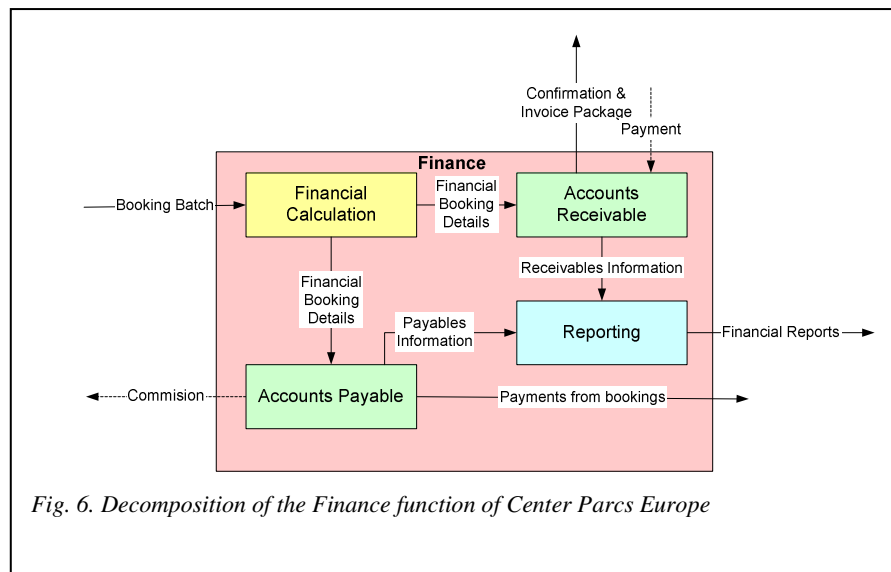 Confirmation &
Invoice Package
Payment
Finance
Booking Batch
Financial
Calculation
Financial
Booking
Details
Accounts
Receivable
Financial
Booking
Details
Receivables Information
Payables
Information
Reporting
Financial Reports
Commision
Accounts Payable
Payments from bookings
Fig. 6. Decomposition of the Finance function of Center Parcs Europe